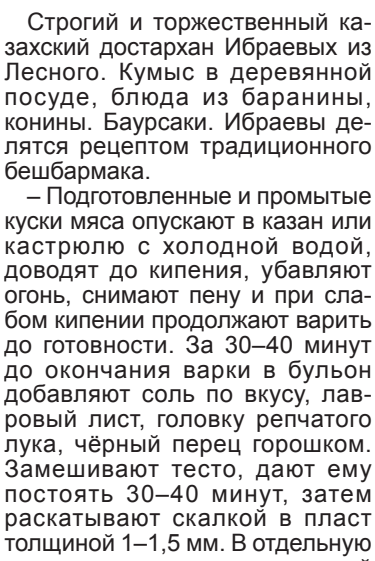 Строгий и торжественный ка-
захский достархан Ибраевых из
Лесного. Кумыс в деревянной
посуде, блюда из баранины,
конины. Баурсаки. Ибраевы де-
лятся рецептом традиционного
бешбармака.
– Подготовленные и промытые
куски мяса опускают в казан или
кастрюлю с холодной водой,
доводят до кипения, убавляют
огонь, снимают пену и при сла-
бом кипении продолжают варить
до готовности. За 30–40 минут
до окончания варки в бульон
добавляют соль по вкусу, лав-
ровый лист, головку репчатого
лука, чёрный перец горошком.
Замешивают тесто, дают ему
постоять 30–40 минут, затем
раскатывают скалкой в пласт
толщиной 1–1,5 мм. В отдельную